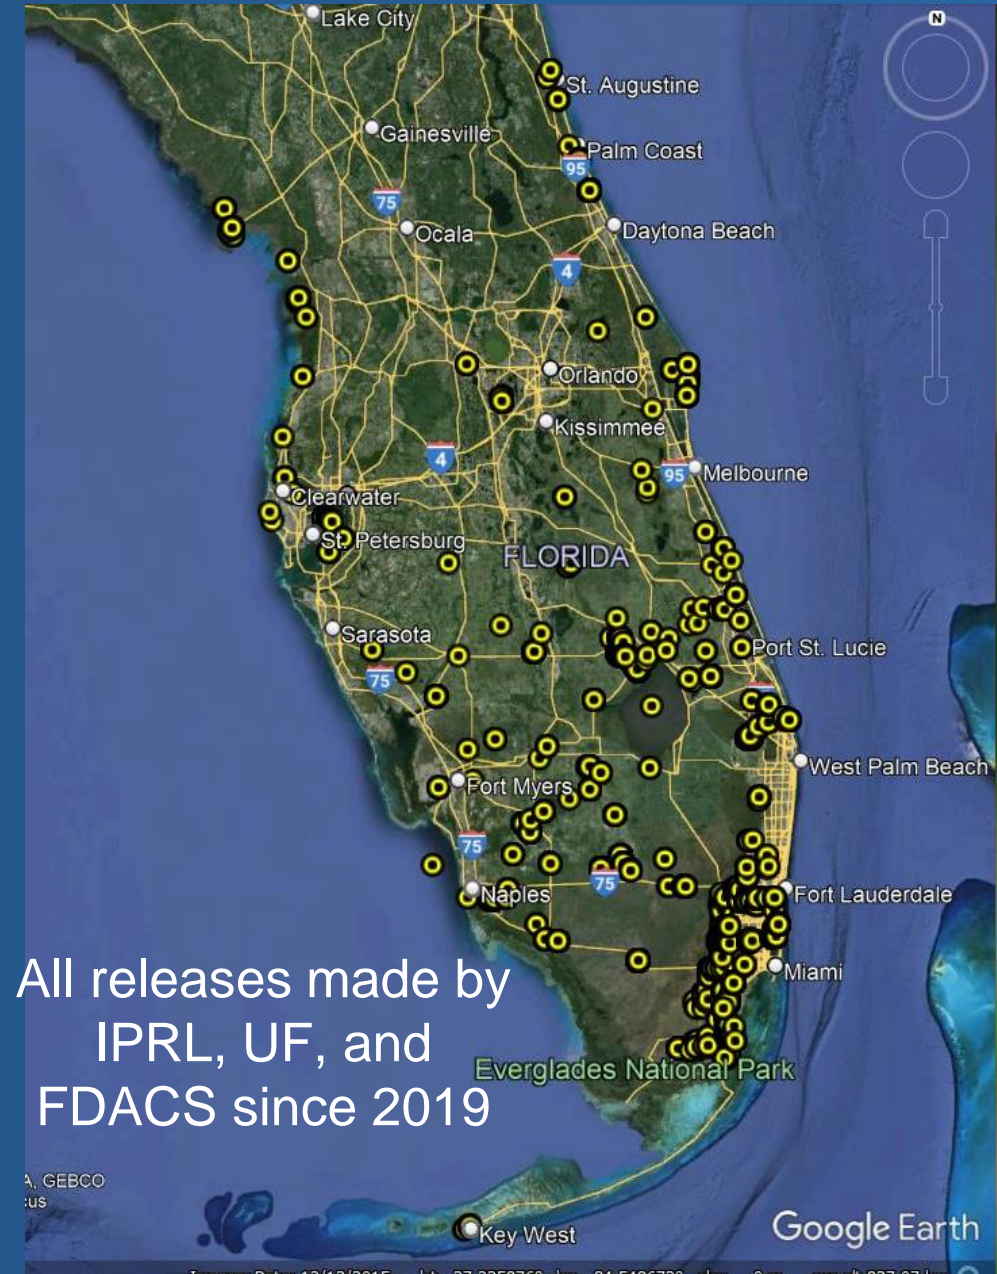 N
Lake City
St. Augustine
Gainesville
Palm Coast
95
75
Ocala
Daytona Beach
4
Orlando
Kissimmee
4
95
Melbourne
Clearwater
St. Petersburg
FLORIDA
Sarasota
Port St. Lucie
75
West Palm Beach
Fort Myers
75
75
Naples
Fort Lauderdale
Miami
All releases made by
IPRL, UF, and
FDACS since 2019
Everglades National Park
A, GEBCO
Key West
Google Earth